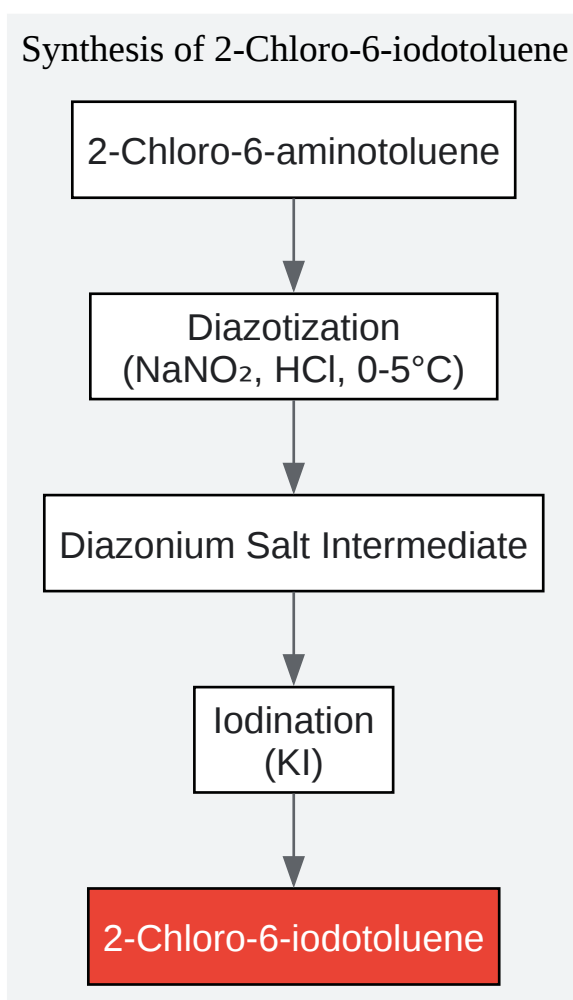 Synthesis of 2-Chloro-6-iodotoluene
2-Chloro-6-aminotoluene
Diazotization
(NaNO₂, HCl, 0-5°C)
Diazonium Salt Intermediate
Iodination
(KI)
2-Chloro-6-iodotoluene